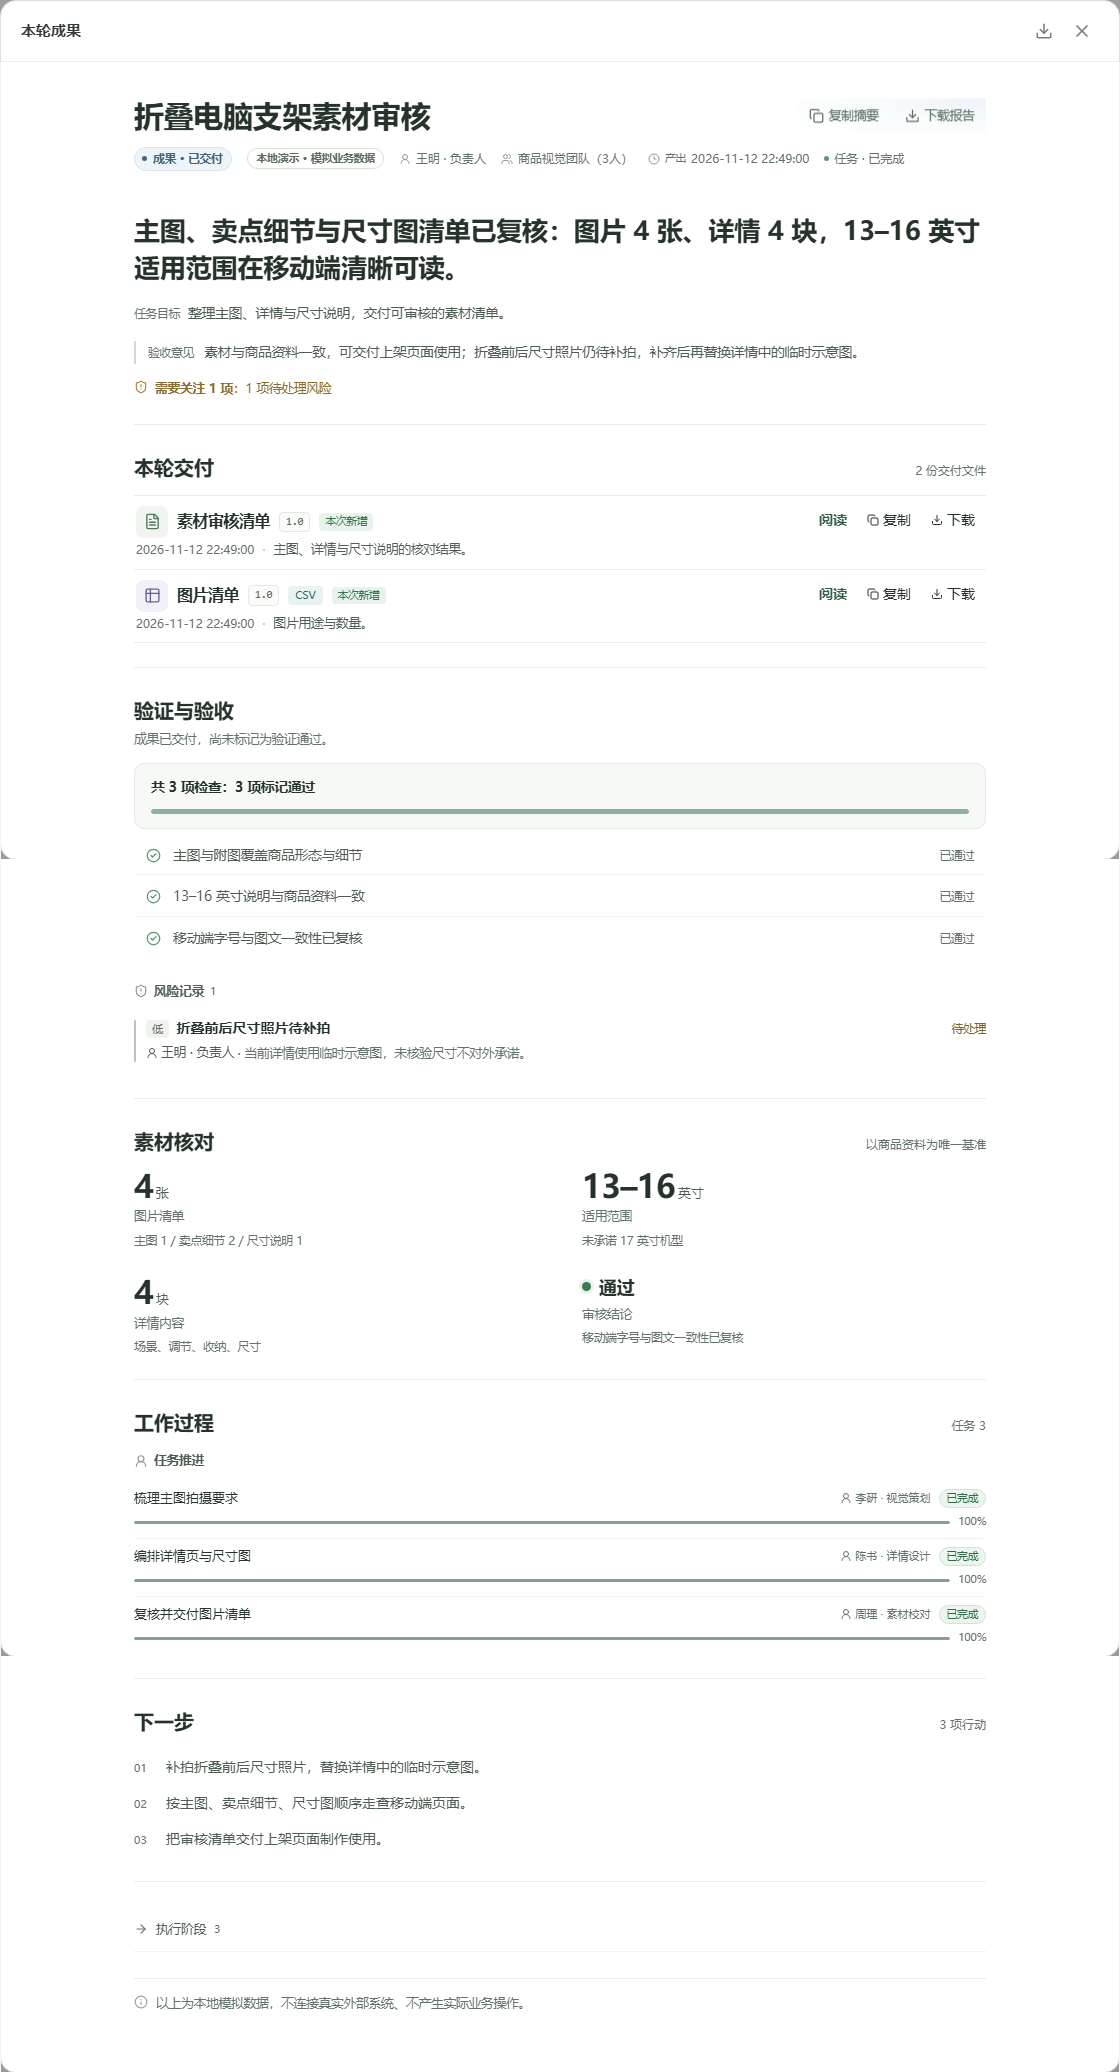 本轮成果
折叠电脑支架素材审核
复制摘要 下载报告
成果 • 已交付 本地演示 • 模拟业务数据 王明 · 负责人 商品视觉团队（3人） 产出 2026-11-12 22:49:00 任务 · 已完成
主图、卖点细节与尺寸图清单已复核：图片 4 张、详情 4 块，13–16 英寸
适用范围在移动端清晰可读。
任务目标 整理主图、详情与尺寸说明，交付可审核的素材清单。
验收意见 素材与商品资料一致，可交付上架页面使用；折叠前后尺寸照片仍待补拍，补齐后再替换详情中的临时示意图。
需要关注 1 项：1 项待处理风险
本轮交付 2 份交付文件
素材审核清单 1.0 本次新增 阅读 复制 下载
2026-11-12 22:49:00 · 主图、详情与尺寸说明的核对结果。
图片清单 1.0 CSV 本次新增 阅读 复制 下载
2026-11-12 22:49:00 · 图片用途与数量。
验证与验收
成果已交付，尚未标记为验证通过。
共 3 项检查：3 项标记通过
主图与附图覆盖商品形态与细节 已通过
13–16 英寸说明与商品资料一致 已通过
移动端字号与图文一致性已复核 已通过
风险记录 1
低 折叠前后尺寸照片待补拍 待处理
王明 · 负责人 · 当前详情使用临时示意图，未核验尺寸不对外承诺。
素材核对 以商品资料为唯一基准
4张
图片清单
主图 1 / 卖点细节 2 / 尺寸说明 1
13–16英寸
适用范围
未承诺 17 英寸机型
4块
详情内容
场景、调节、收纳、尺寸
通过
审核结论
移动端字号与图文一致性已复核
工作过程 任务 3
任务推进
梳理主图拍摄要求 李研 · 视觉策划 已完成
100%
编排详情页与尺寸图 陈书 · 详情设计 已完成
100%
复核并交付图片清单 周理 · 素材校对 已完成
100%
下一步 3 项行动
01 补拍折叠前后尺寸照片，替换详情中的临时示意图。
02 按主图、卖点细节、尺寸图顺序走查移动端页面。
03 把审核清单交付上架页面制作使用。
执行阶段 3
以上为本地模拟数据，不连接真实外部系统、不产生实际业务操作。